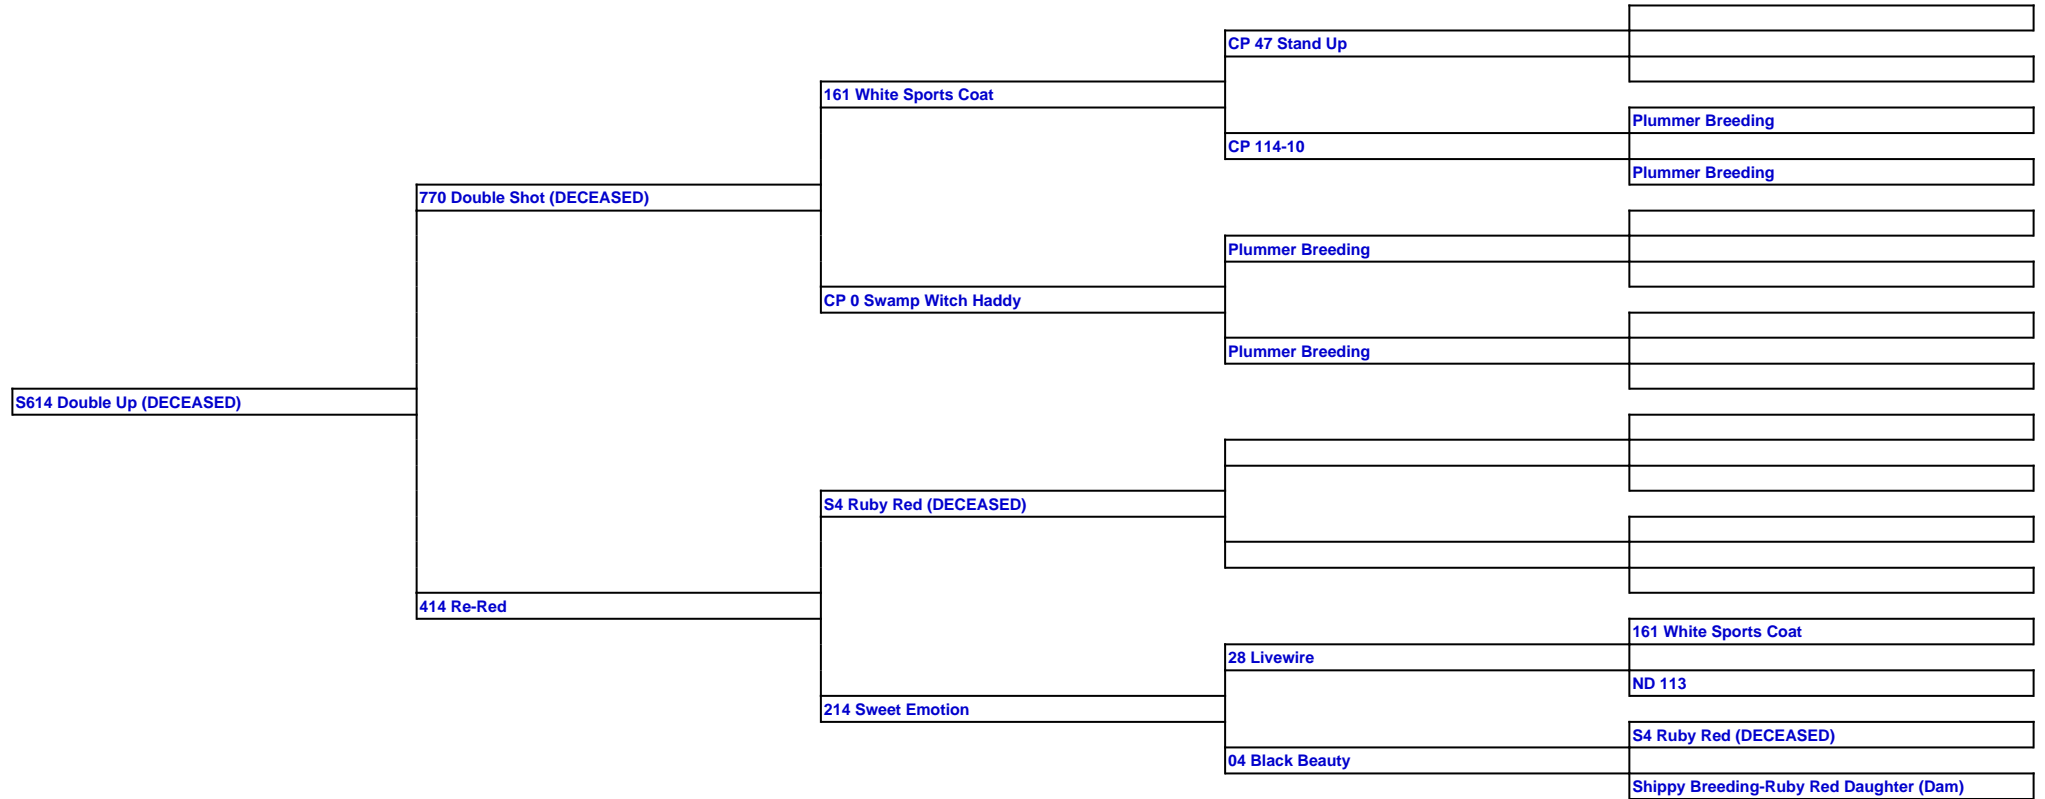 CP 47 Stand Up
161 White Sports Coat
Plummer Breeding
CP 114-10
Plummer Breeding
770 Double Shot (DECEASED)
Plummer Breeding
CP 0 Swamp Witch Haddy
Plummer Breeding
S614 Double Up (DECEASED)
S4 Ruby Red (DECEASED)
414 Re-Red
161 White Sports Coat
28 Livewire
ND 113
214 Sweet Emotion
S4 Ruby Red (DECEASED)
04 Black Beauty
Shippy Breeding-Ruby Red Daughter (Dam)